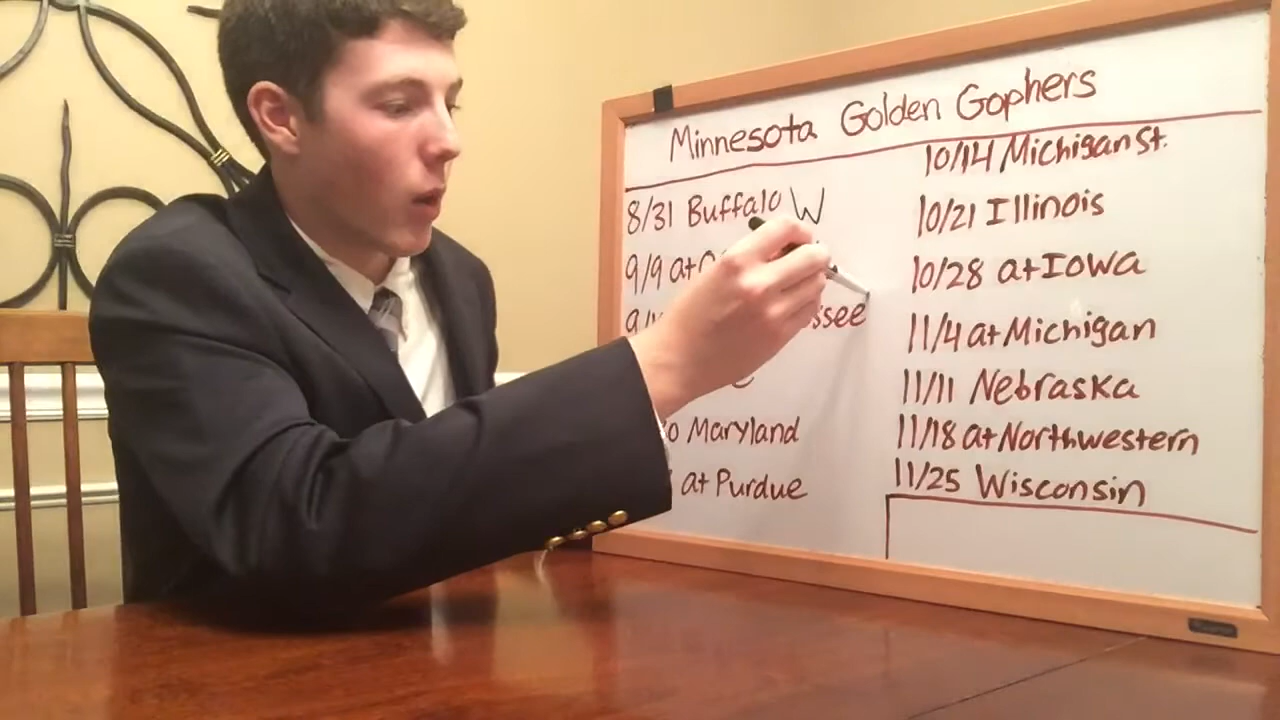 Minnesota Golden Gophers
8/31 Buffalo W
9/9 at
Maryland
at Purdue
10/14 Michigan St.
10/21 Illinois
10/28 at Iowa
11/4 at Michigan
11/11 Nebraska
11/18 at Northwestern
11/25 Wisconsin